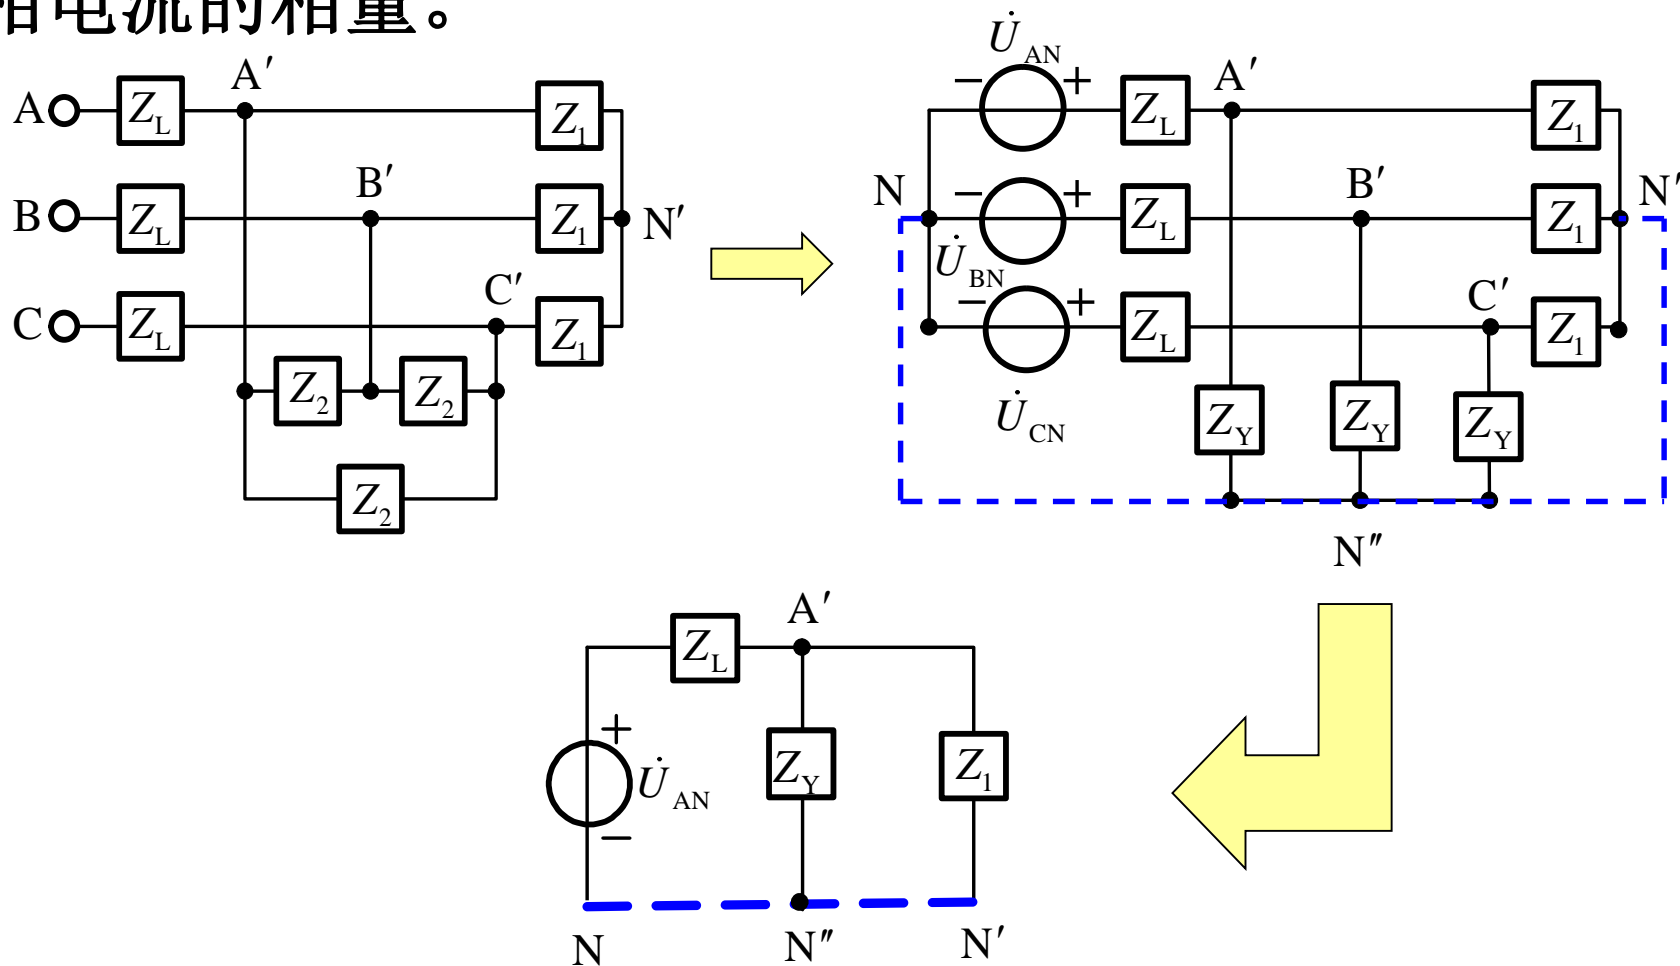 相电流的相量。
A Z_L A′ Z_1
B Z_L B′ Z_1 N′
C Z_L C′ Z_1
Z_2 Z_2
Z_2
U̇_AN
− + Z_L A′ Z_1
N − + Z_L B′ Z_1 N′
U̇_BN
− + Z_L C′ Z_1
U̇_CN Z_Y Z_Y Z_Y
N″
Z_L A′
+
U̇_AN Z_Y Z_1
−
N N″ N′